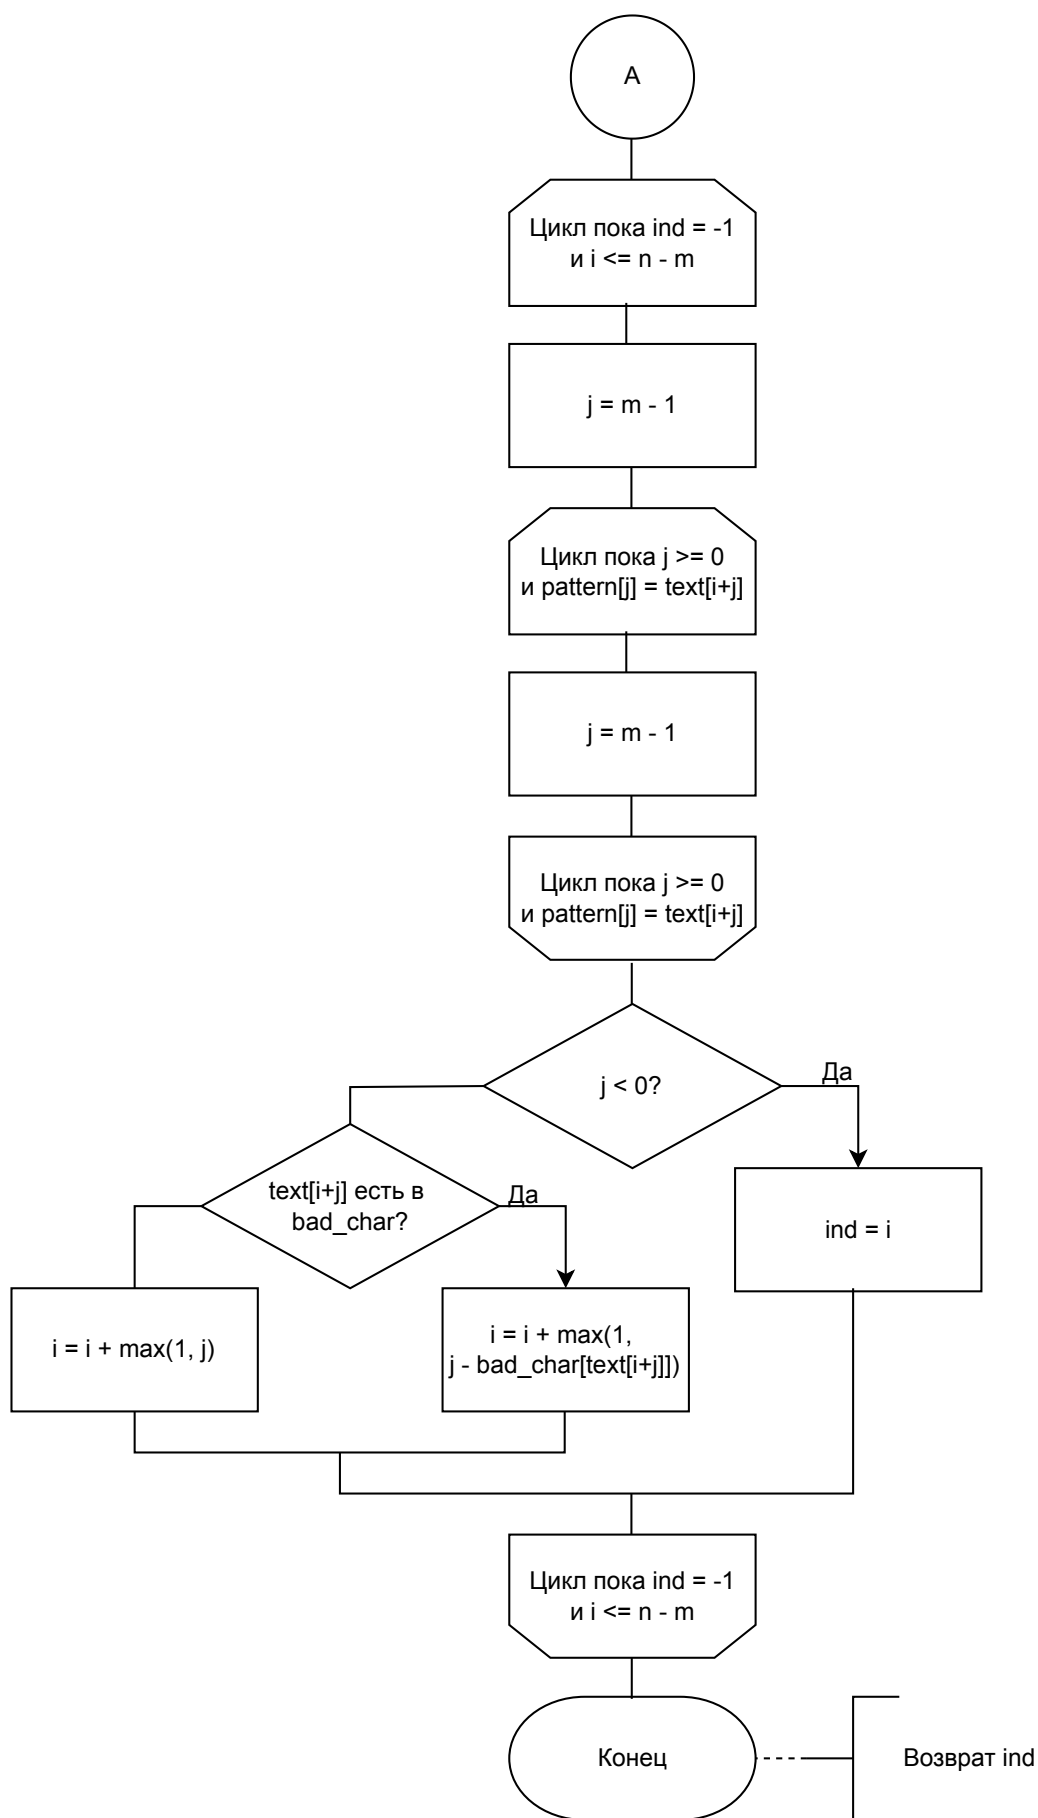 A
Цикл пока ind = -1
и i <= n - m
j = m - 1
Цикл пока j >= 0
и pattern[j] = text[i+j]
j = m - 1
Цикл пока j >= 0
и pattern[j] = text[i+j]
j < 0?
Да
text[i+j] есть в
bad_char?
Да
ind = i
i = i + max(1, j)
i = i + max(1,
j - bad_char[text[i+j]])
Цикл пока ind = -1
и i <= n - m
Конец
Возврат ind